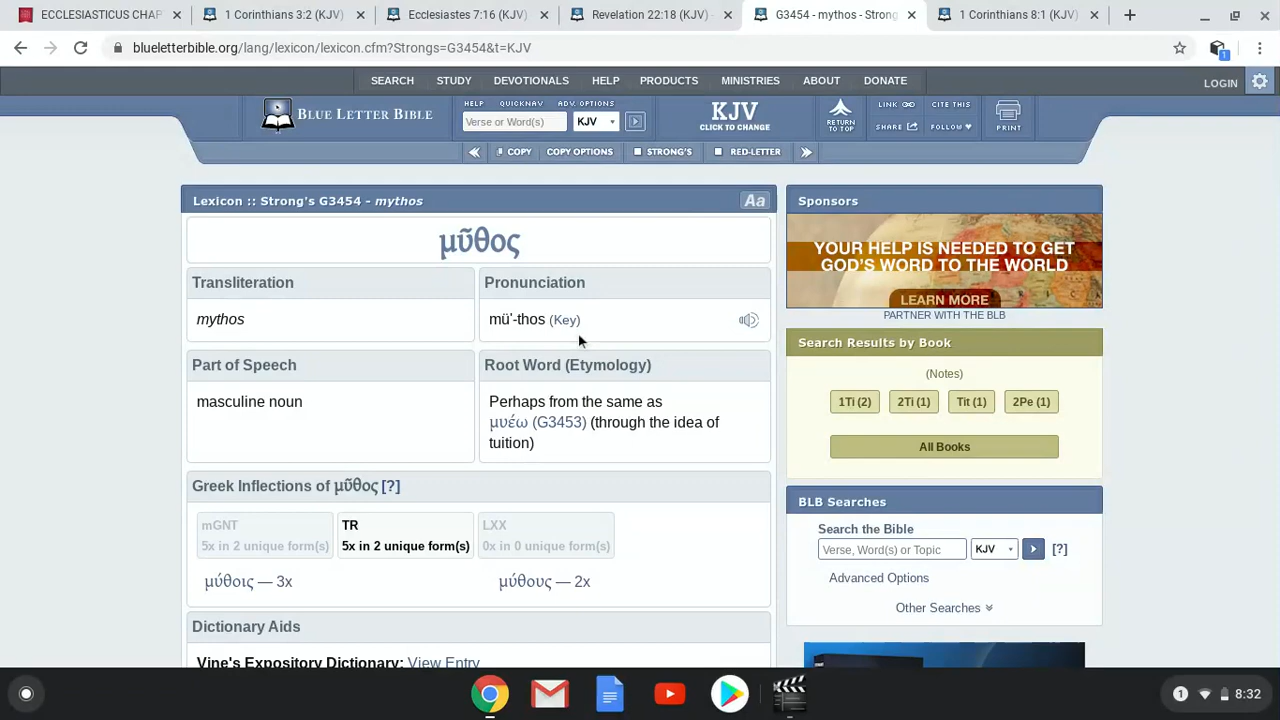 ECCLESIASTICUS CHAP
1 Corinthians 3:2 (KJV)
Ecclesiastes 7:16 (KJV)
Revelation 22:18 (KJV) -
G3454 - mythos - Strong
1 Corinthians 8:1 (KJV)
blueletterbible.org/lang/lexicon/lexicon.cfm?Strongs=G3454&t=KJV
1
SEARCH STUDY DEVOTIONALS HELP PRODUCTS MINISTRIES ABOUT DONATE
LOGIN
BLUE LETTER BIBLE
HELP QUICKNAV ADV. OPTIONS
Verse or Word(s)
KJV
KJV
CLICK TO CHANGE
RETURN
TO TOP
LINK
CITE THIS
SHARE
FOLLOW
PRINT
COPY COPY OPTIONS STRONG'S RED-LETTER
Lexicon :: Strong's G3454 - mythos
Aa
μῦθος
Transliteration
mythos
Pronunciation
mü'-thos (Key)
Part of Speech
masculine noun
Root Word (Etymology)
Perhaps from the same as
μυέω (G3453) (through the idea of
tuition)
Greek Inflections of μῦθος [?]
mGNT
5x in 2 unique form(s)
TR
5x in 2 unique form(s)
LXX
0x in 0 unique form(s)
μύθοις — 3x
μύθους — 2x
Dictionary Aids
Vine's Expository Dictionary: View Entry
Sponsors
YOUR HELP IS NEEDED TO GET
GOD'S WORD TO THE WORLD
LEARN MORE
PARTNER WITH THE BLB
Search Results by Book
(Notes)
1Ti (2)
2Ti (1)
Tit (1)
2Pe (1)
All Books
BLB Searches
Search the Bible
Verse, Word(s) or Topic
KJV
[?]
Advanced Options
Other Searches
1
8:32